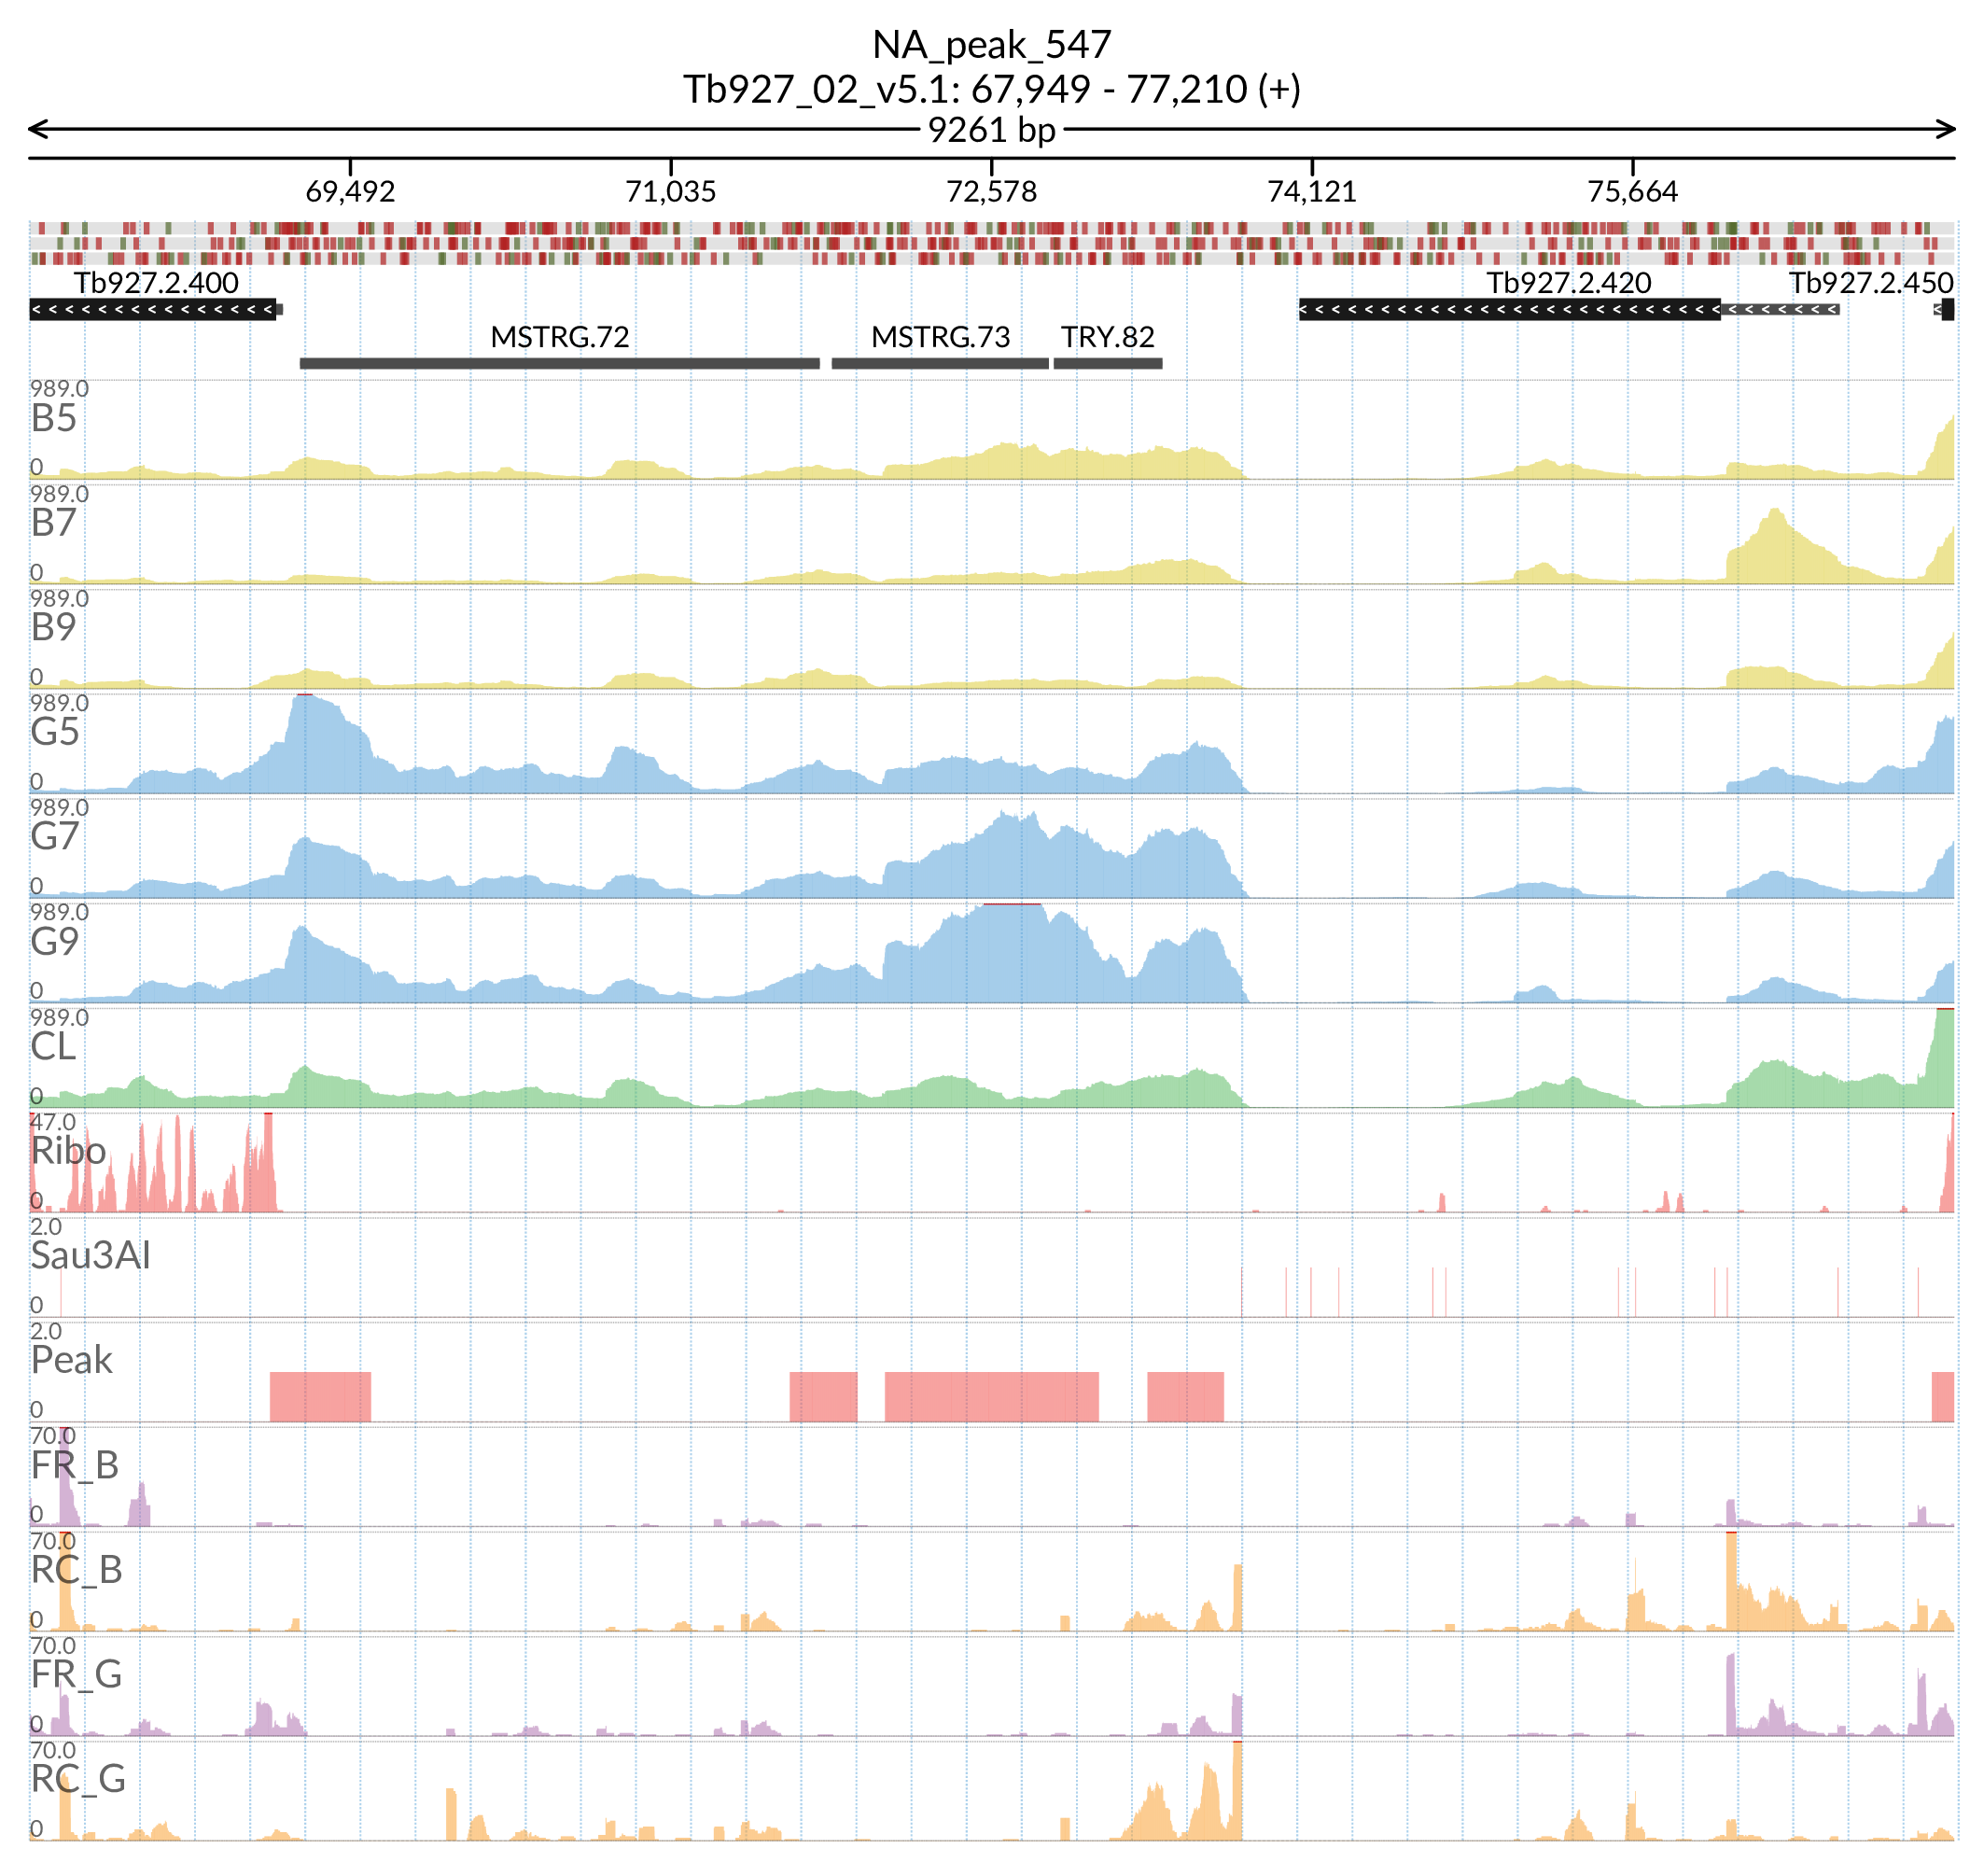 NA_peak_547
Tb927_02_v5.1: 67,949 - 77,210 (+)
9261 bp
69,492 71,035 72,578 74,121 75,664
Tb927.2.400 Tb927.2.420 Tb927.2.450
MSTRG.72 MSTRG.73 TRY.82
989.0
B5
0
989.0
B7
0
989.0
B9
0
989.0
G5
0
989.0
G7
0
989.0
G9
0
989.0
CL
0
47.0
Ribo
0
2.0
Sau3AI
0
2.0
Peak
0
70.0
FR_B
0
70.0
RC_B
0
70.0
FR_G
0
70.0
RC_G
0